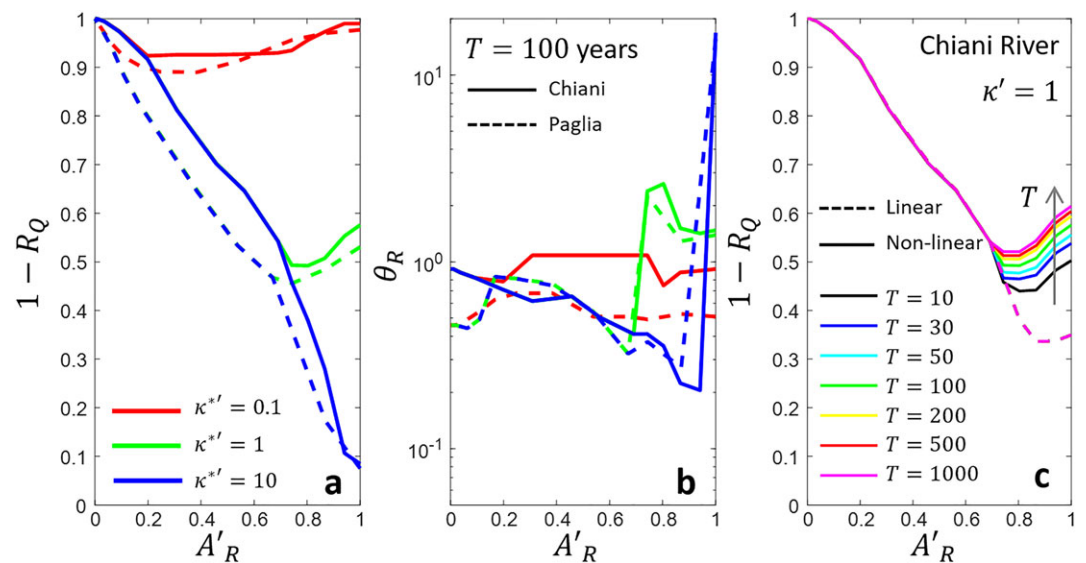 1 − R_Q
1
0.9
0.8
0.7
0.6
0.5
0.4
0.3
0.2
0.1
0
κ*′ = 0.1
κ*′ = 1
κ*′ = 10
a
0 0.2 0.4 0.6 0.8 1
A′_R
θ_R
10^1
10^0
10^−1
T = 100 years
Chiani
Paglia
b
0 0.2 0.4 0.6 0.8 1
A′_R
1 − R_Q
1
0.9
0.8
0.7
0.6
0.5
0.4
0.3
0.2
0.1
0
Chiani River
κ′ = 1
T
Linear
Non-linear
T = 10
T = 30
T = 50
T = 100
T = 200
T = 500
T = 1000
c
0 0.2 0.4 0.6 0.8 1
A′_R